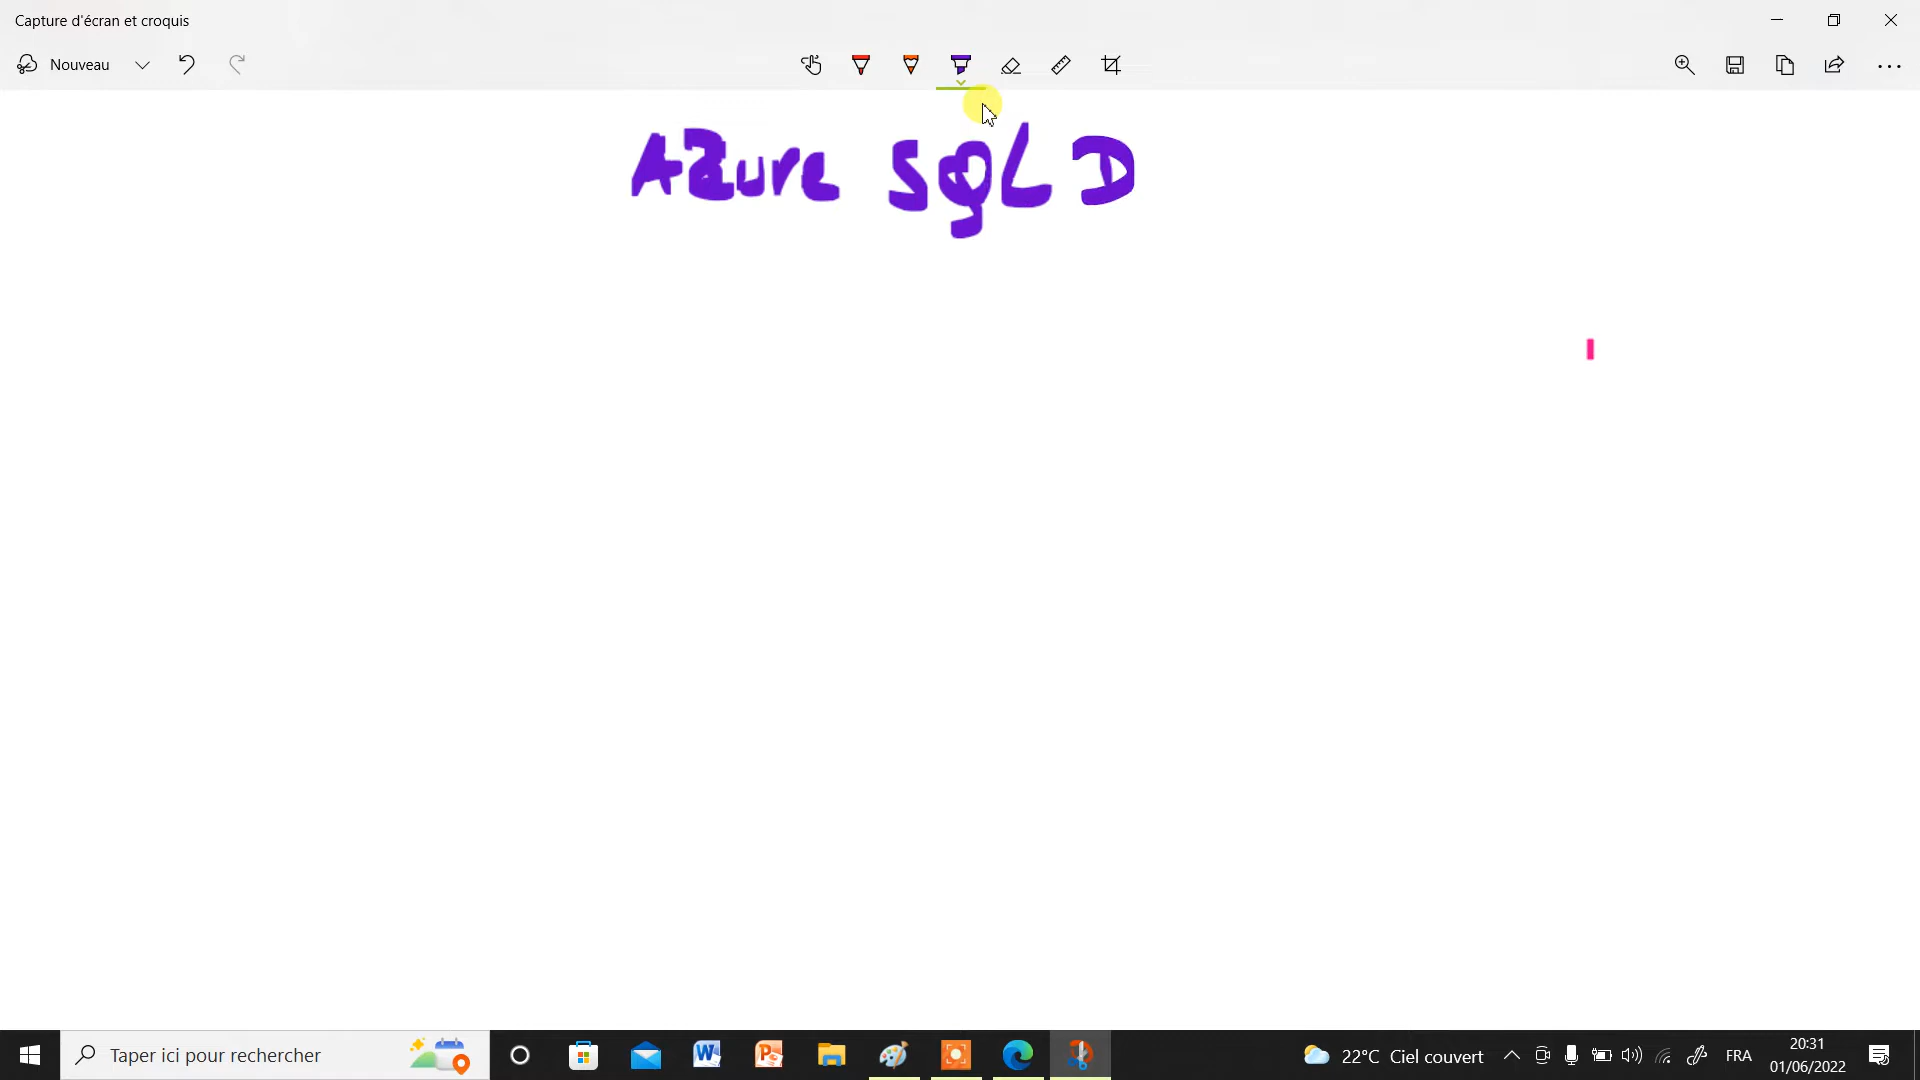 Capture d'écran et croquis
Nouveau
Azure SQL D
Taper ici pour rechercher
22°C Ciel couvert
FRA
20:31
01/06/2022